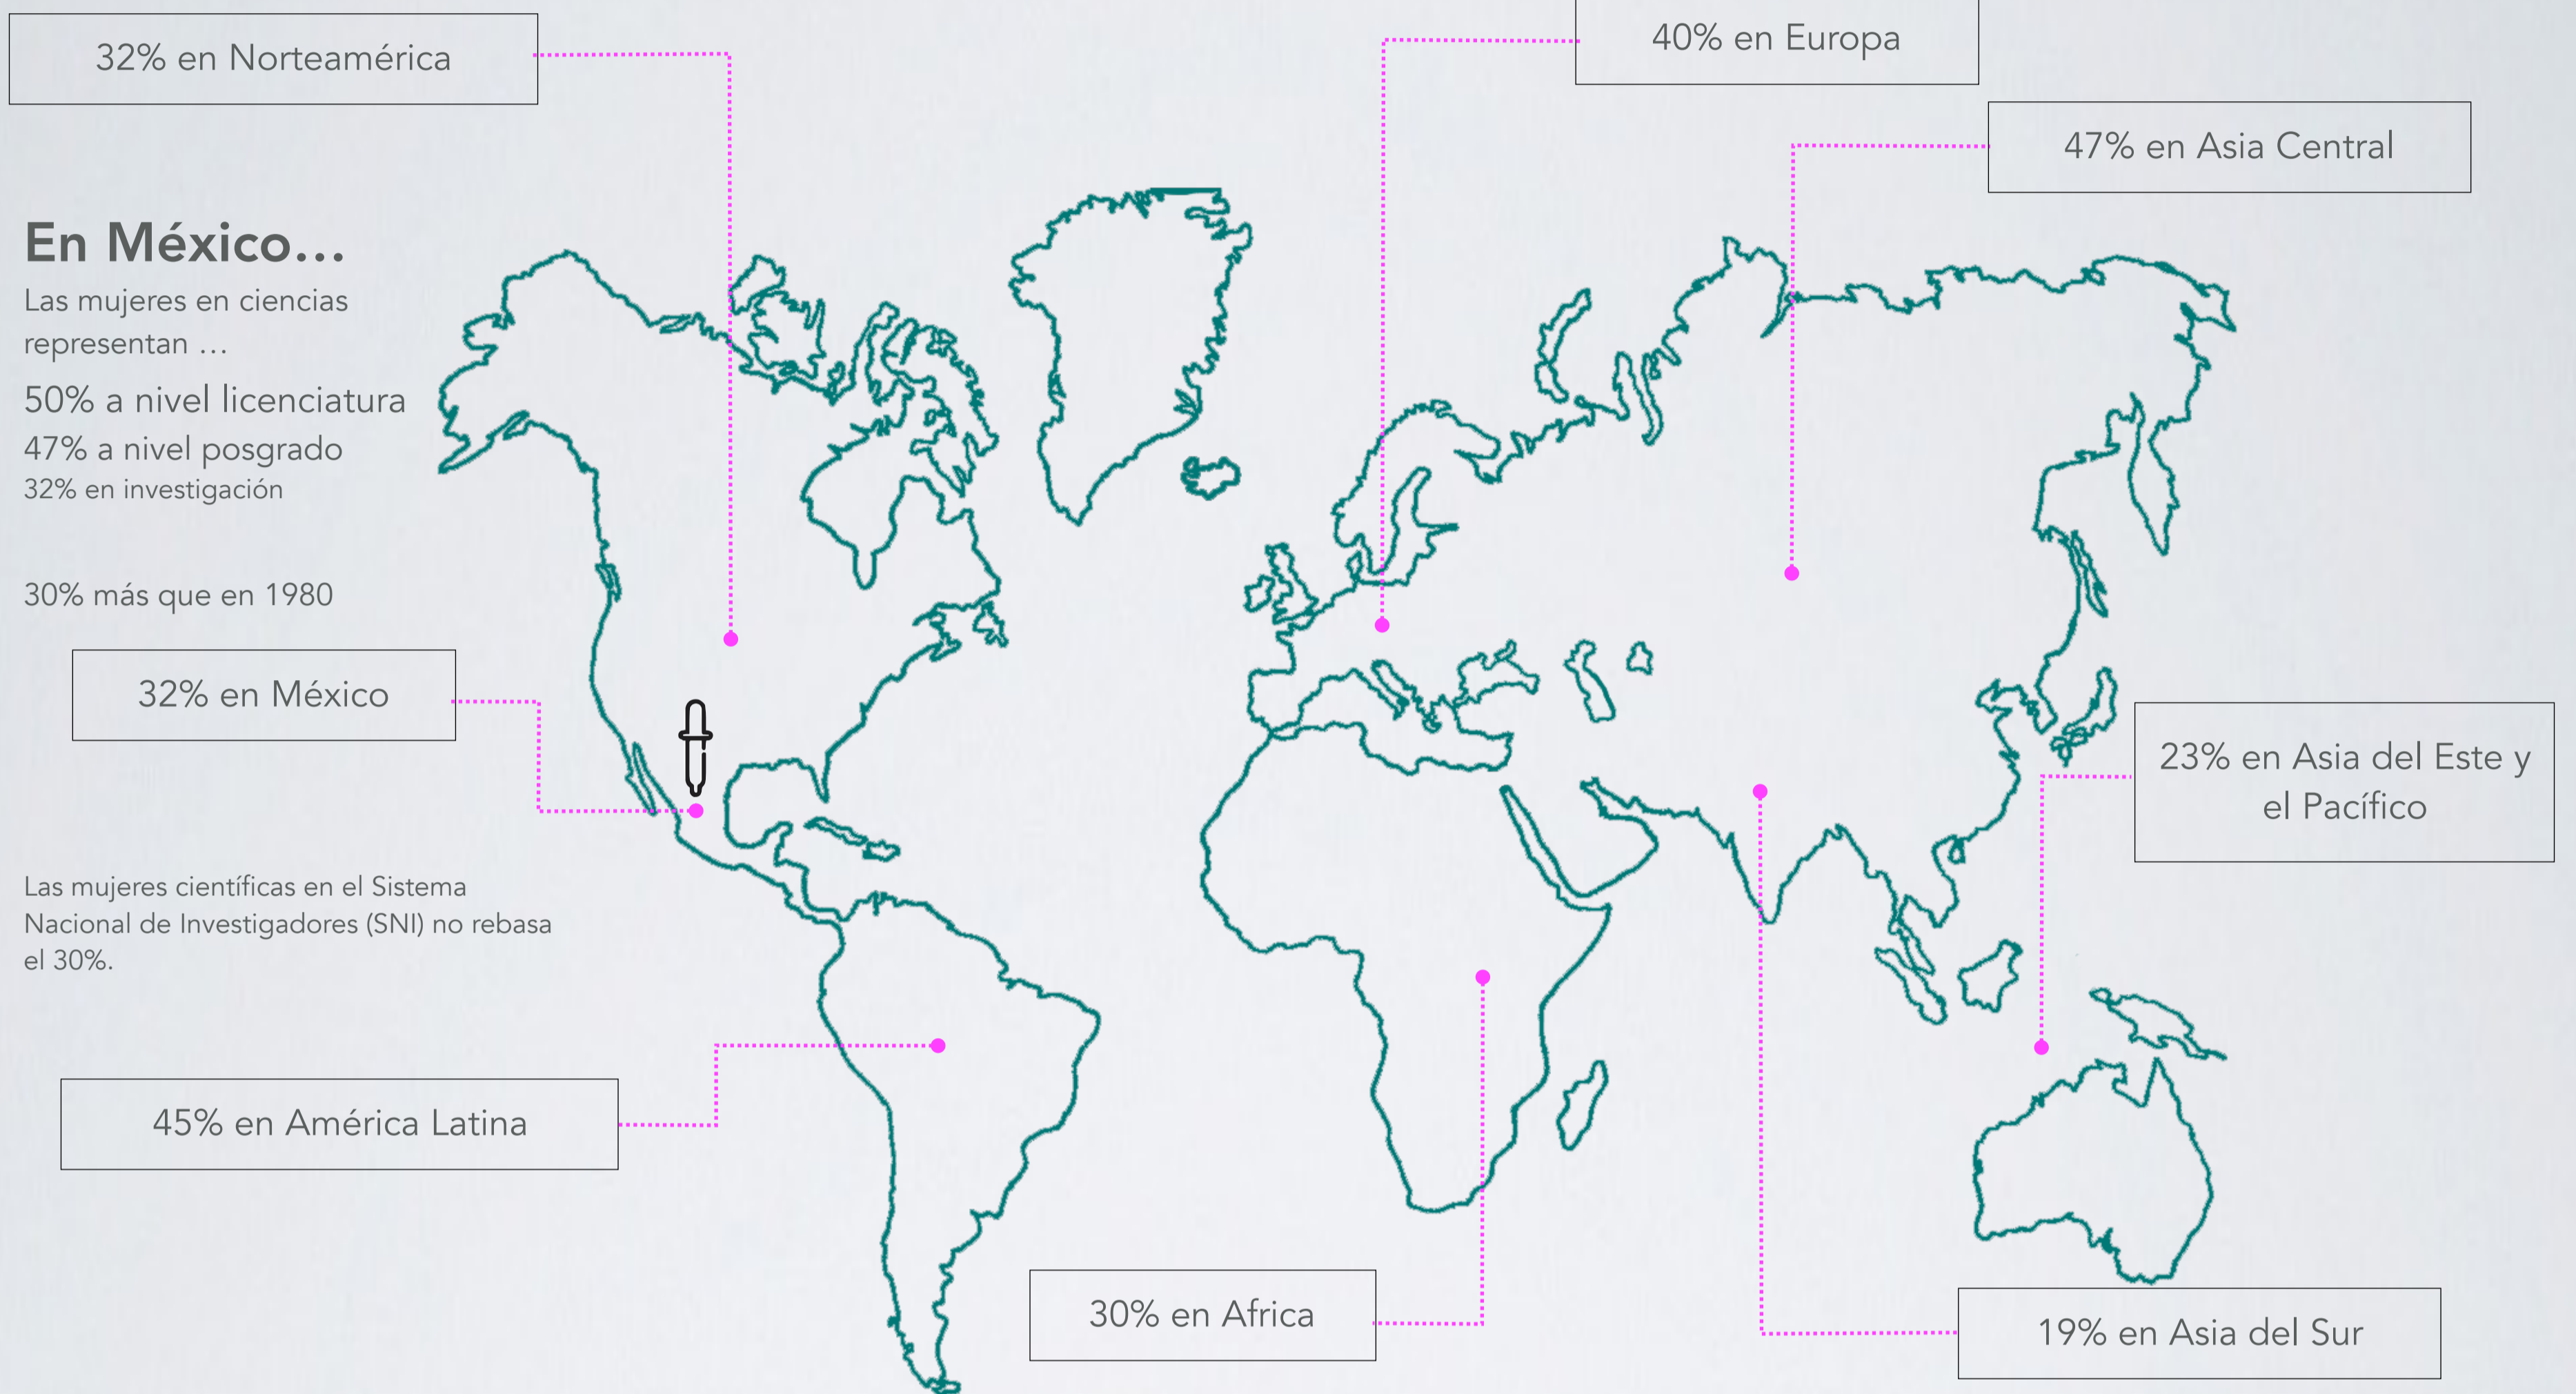 32% en Norteamérica
40% en Europa
47% en Asia Central
En México...
Las mujeres en ciencias
representan ...
50% a nivel licenciatura
47% a nivel posgrado
32% en investigación
30% más que en 1980
32% en México
23% en Asia del Este y
el Pacífico
Las mujeres científicas en el Sistema
Nacional de Investigadores (SNI) no rebasa
el 30%.
45% en América Latina
30% en Africa
19% en Asia del Sur